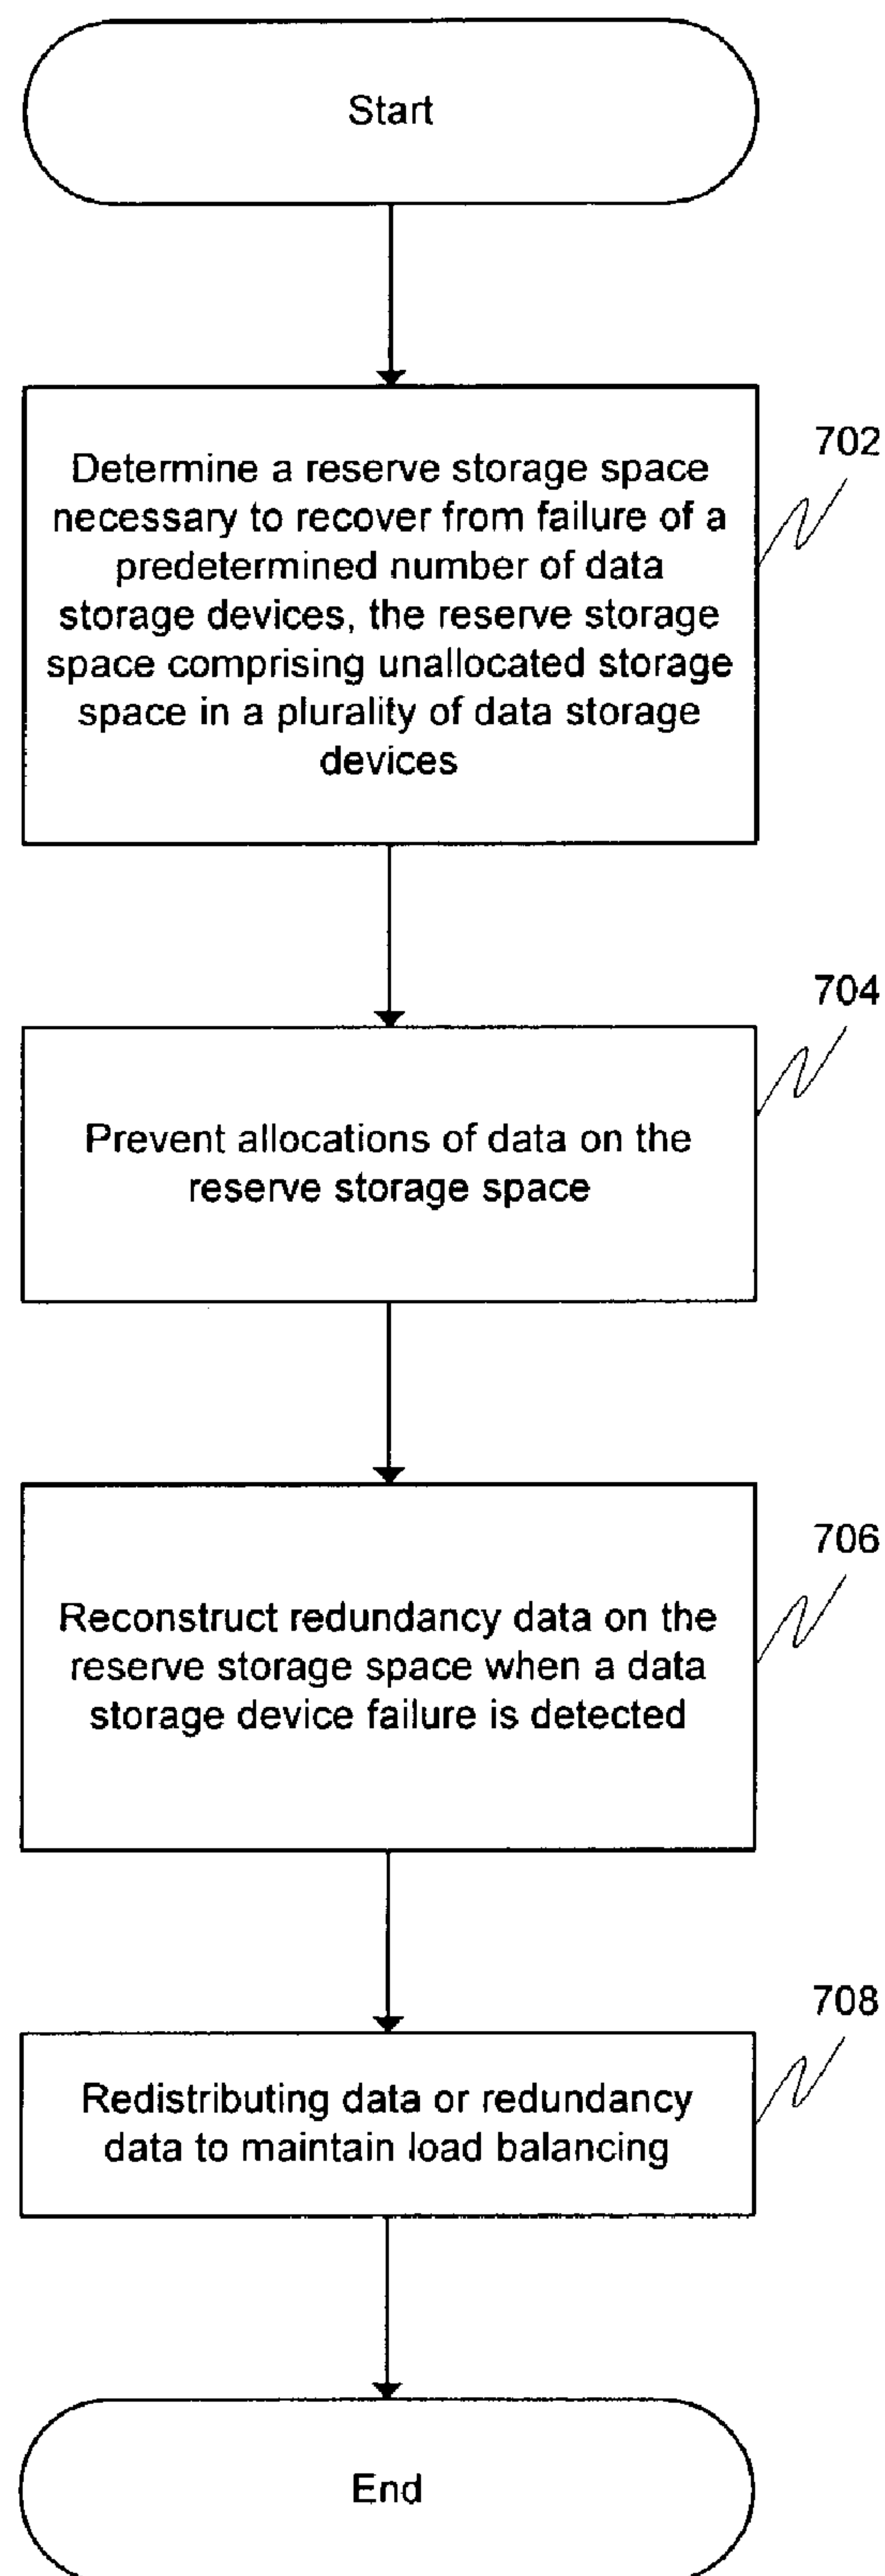 Start
702
Determine a reserve storage space
necessary to recover from failure of a
predetermined number of data
storage devices, the reserve storage
space comprising unallocated storage
space in a plurality of data storage
devices
704
Prevent allocations of data on the
reserve storage space
706
Reconstruct redundancy data on the
reserve storage space when a data
storage device failure is detected
708
Redistributing data or redundancy
data to maintain load balancing
End